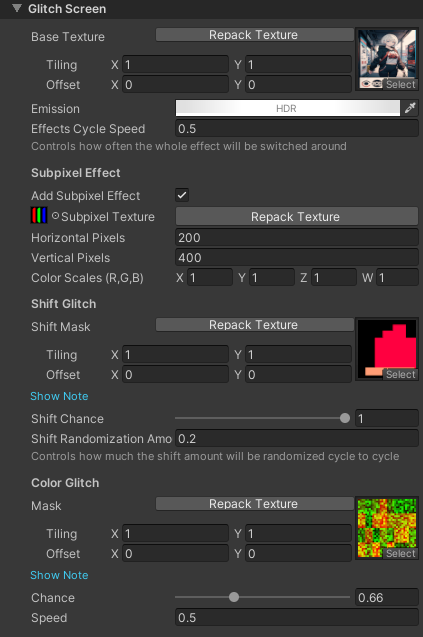 Glitch Screen
Base Texture Repack Texture
Tiling X 1 Y 1
Offset X 0 Y 0 Select
Emission HDR
Effects Cycle Speed 0.5
Controls how often the whole effect will be switched around
Subpixel Effect
Add Subpixel Effect
Subpixel Texture Repack Texture
Horizontal Pixels 200
Vertical Pixels 400
Color Scales (R,G,B) X 1 Y 1 Z 1 W 1
Shift Glitch
Shift Mask Repack Texture
Tiling X 1 Y 1
Offset X 0 Y 0 Select
Show Note
Shift Chance 1
Shift Randomization Amo 0.2
Controls how much the shift amount will be randomized cycle to cycle
Color Glitch
Mask Repack Texture
Tiling X 1 Y 1
Offset X 0 Y 0 Select
Show Note
Chance 0.66
Speed 0.5